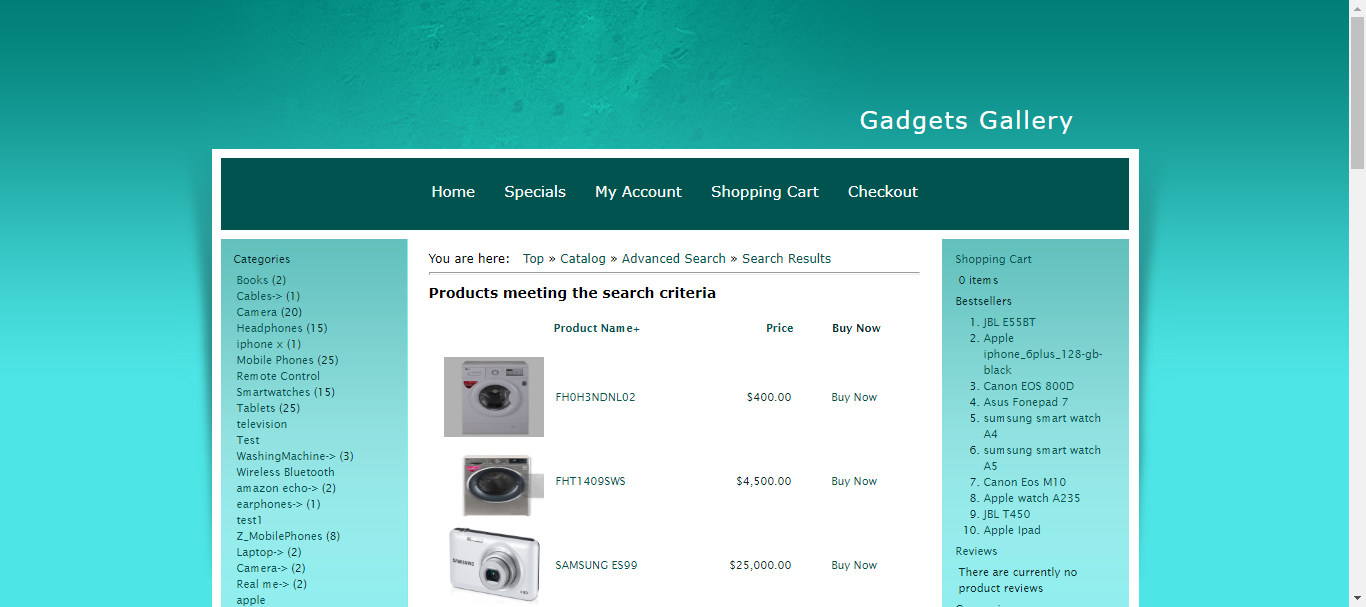 Gadgets Gallery
Home Specials My Account Shopping Cart Checkout
Categories
Books (2)
Cables-> (1)
Camera (20)
Headphones (15)
iphone x (1)
Mobile Phones (25)
Remote Control
Smartwatches (15)
Tablets (25)
television
Test
WashingMachine-> (3)
Wireless Bluetooth
amazon echo-> (2)
earphones-> (1)
test1
Z_MobilePhones (8)
Laptop-> (2)
Camera-> (2)
Real me-> (2)
apple
You are here: Top » Catalog » Advanced Search » Search Results
Products meeting the search criteria
Product Name+ Price Buy Now
FH0H3NDNL02 $400.00 Buy Now
FHT1409SWS $4,500.00 Buy Now
SAMSUNG
SAMSUNG ES99 $25,000.00 Buy Now
Shopping Cart
0 items
Bestsellers
1. JBL E55BT
2. Apple
iphone_6plus_128-gb-
black
3. Canon EOS 800D
4. Asus Fonepad 7
5. sumsung smart watch
A4
6. sumsung smart watch
A5
7. Canon Eos M10
8. Apple watch A235
9. JBL T450
10. Apple Ipad
Reviews
There are currently no
product reviews